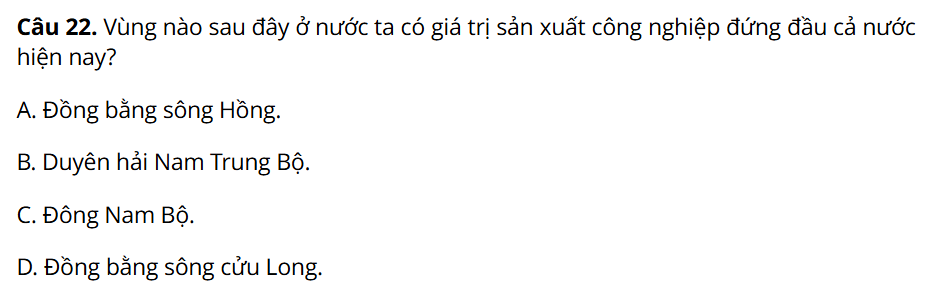 Câu 22. Vùng nào sau đây ở nước ta có giá trị sản xuất công nghiệp đứng đầu cả nước
hiện nay?
A. Đồng bằng sông Hồng.
B. Duyên hải Nam Trung Bộ.
C. Đông Nam Bộ.
D. Đồng bằng sông cửu Long.